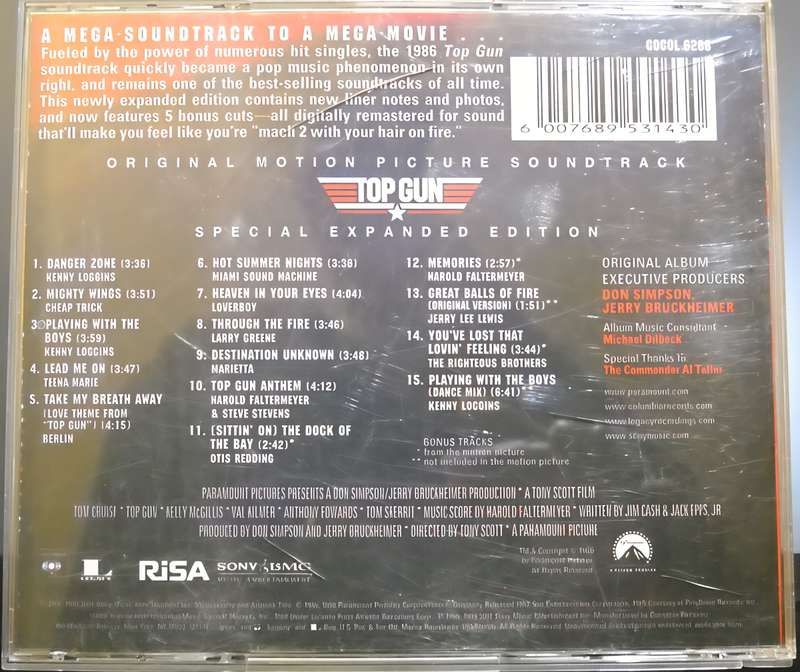 A MEGA-SOUNDTRACK TO A MEGA-MOVIE . . .
Fueled by the power of numerous hit singles, the 1986 Top Gun
soundtrack quickly became a pop music phenomenon in its own
right, and remains one of the best-selling soundtracks of all time.
This newly expanded edition contains new liner notes and photos,
and now features 5 bonus cuts—all digitally remastered for sound
that'll make you feel like you're "mach 2 with your hair on fire."
CDCOL 6288
6 007689 531430
ORIGINAL MOTION PICTURE SOUNDTRACK
TOP GUN
SPECIAL EXPANDED EDITION
1. DANGER ZONE (3:36)
KENNY LOGGINS
2. MIGHTY WINGS (3:51)
CHEAP TRICK
3. PLAYING WITH THE
BOYS (3:59)
KENNY LOGGINS
4. LEAD ME ON (3:47)
TEENA MARIE
5. TAKE MY BREATH AWAY
(LOVE THEME FROM
"TOP GUN") (4:15)
BERLIN
6. HOT SUMMER NIGHTS (3:38)
MIAMI SOUND MACHINE
7. HEAVEN IN YOUR EYES (4:04)
LOVERBOY
8. THROUGH THE FIRE (3:46)
LARRY GREENE
9. DESTINATION UNKNOWN (3:48)
MARIETTA
10. TOP GUN ANTHEM (4:12)
HAROLD FALTERMEYER
& STEVE STEVENS
11. (SITTIN' ON) THE DOCK OF
THE BAY (2:42)*
OTIS REDDING
12. MEMORIES (2:57)*
HAROLD FALTERMEYER
13. GREAT BALLS OF FIRE
(ORIGINAL VERSION) (1:51)**
JERRY LEE LEWIS
14. YOU'VE LOST THAT
LOVIN' FEELING (3:44)*
THE RIGHTEOUS BROTHERS
15. PLAYING WITH THE BOYS
(DANCE MIX) (6:41)**
KENNY LOGGINS
BONUS TRACKS
* from the motion picture
** not included in the motion picture
ORIGINAL ALBUM
EXECUTIVE PRODUCERS
DON SIMPSON,
JERRY BRUCKHEIMER
Album Music Consultant
Michael Dilbeck
Special Thanks To
The Commander Al Teller
www.paramount.com
www.columbiarecords.com
www.legacyrecordings.com
www.sonymusic.com
PARAMOUNT PICTURES PRESENTS A DON SIMPSON/JERRY BRUCKHEIMER PRODUCTION • A TONY SCOTT FILM
TOM CRUISE • TOP GUN • KELLY McGILLIS • VAL KILMER • ANTHONY EDWARDS • TOM SKERRIT • MUSIC SCORE BY HAROLD FALTERMEYER • WRITTEN BY JIM CASH & JACK EPPS, JR
PRODUCED BY DON SIMPSON AND JERRY BRUCKHEIMER • DIRECTED BY TONY SCOTT • A PARAMOUNT PICTURE
RiSA
SONY BMG
MUSIC ENTERTAINMENT
Paramount